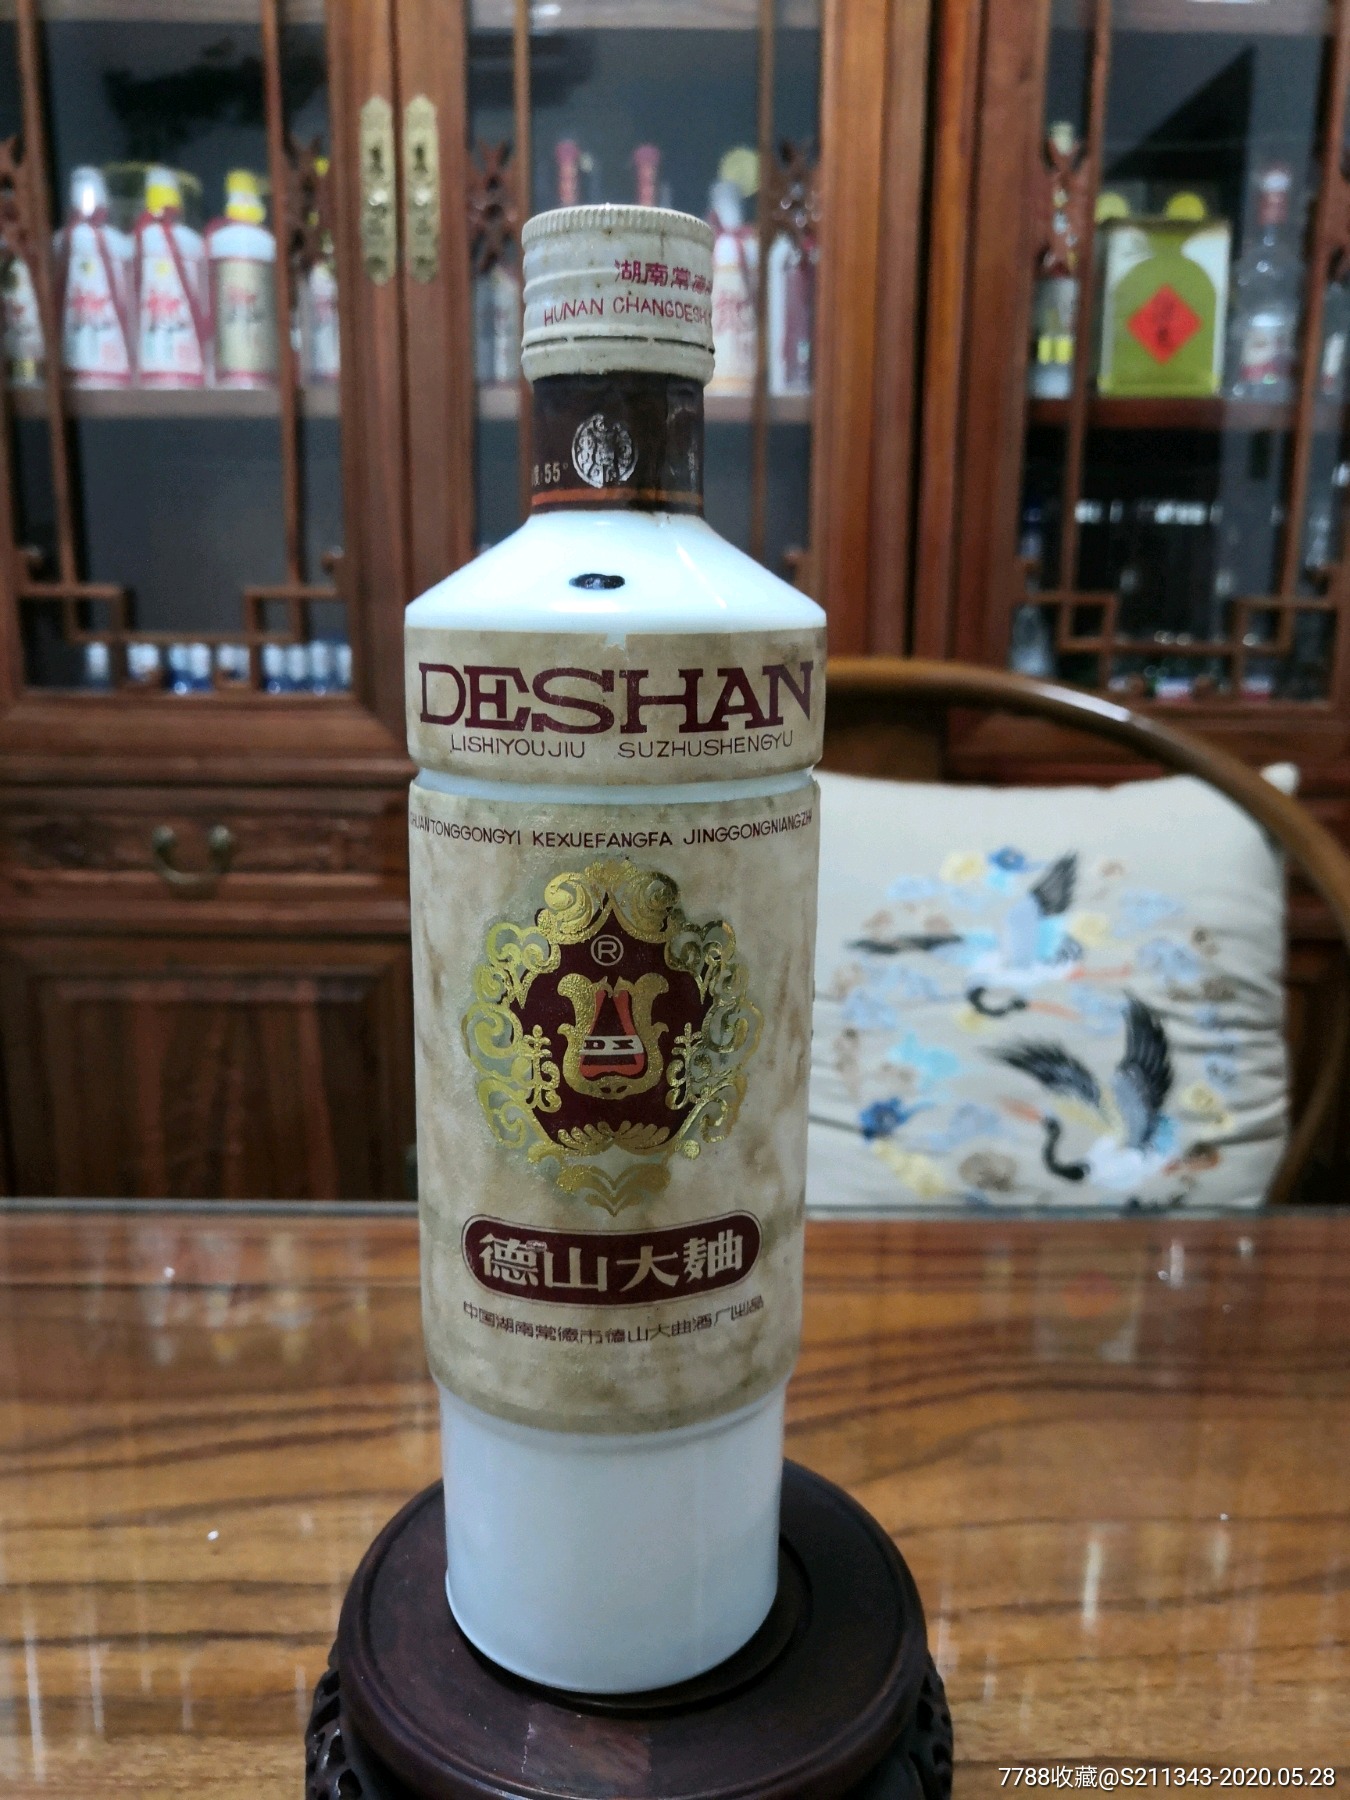 湖南常德
HUNAN CHANGDESH
55°
DESHAN
LISHIYOUJIU SUZHUSHENGYU
CHUANTONGGONGYI KEXUEFANGFA JINGGONGNIANGZHI
®
DS
德山大麯
中国湖南常德市德山大曲酒厂出品
7788收藏@S211343-2020.05.28